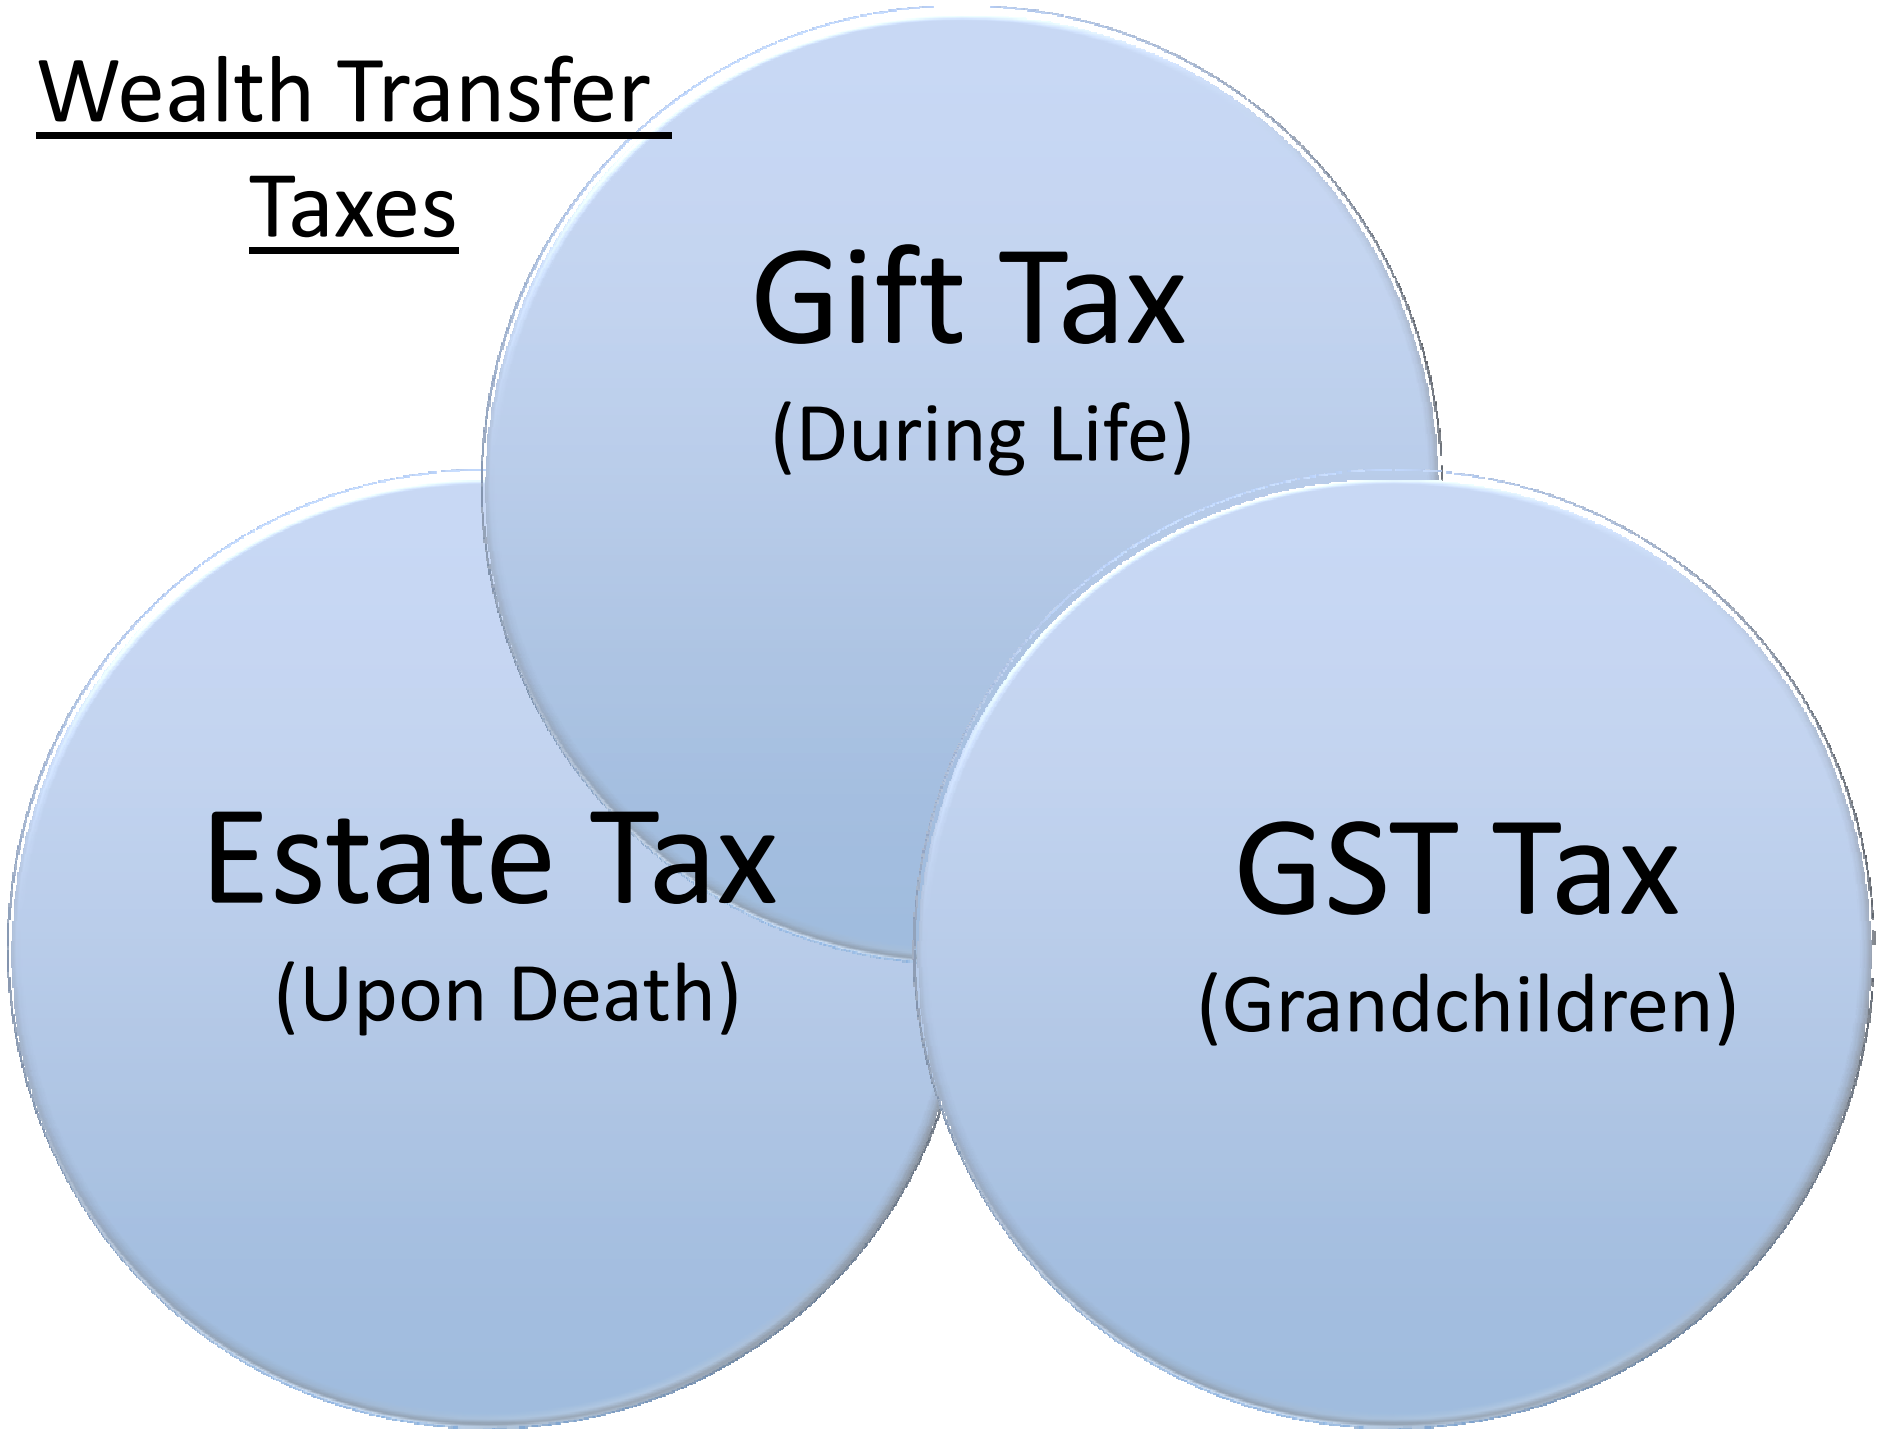 Wealth Transfer
Taxes
Gift Tax
(During Life)
Estate Tax
(Upon Death)
GST Tax
(Grandchildren)